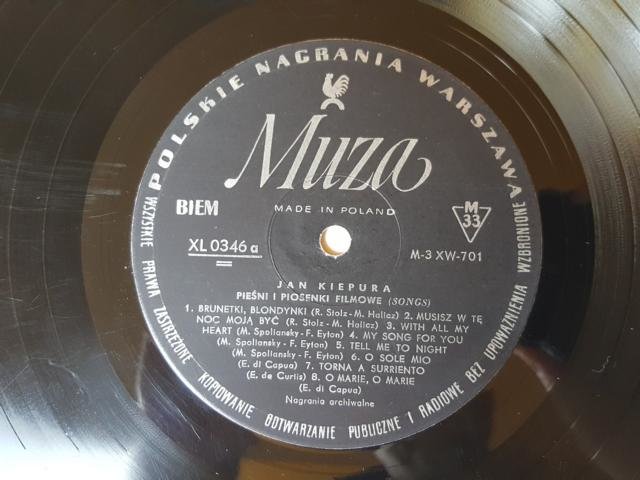 POLSKIE NAGRANIA WARSZAWA
Muza
BIEM
MADE IN POLAND
M
33
XL 0346 a
M-3 XW-701
JAN KIEPURA
PIEŚNI I PIOSENKI FILMOWE (SONGS)
1. BRUNETKI, BLONDYNKI (R. Stolz - M. Halicz) 2. MUSISZ W TĘ
NOC MOJĄ BYĆ (R. Stolz - M. Halicz) 3. WITH ALL MY
HEART (M. Spoliansky - F. Eyton) 4. MY SONG FOR YOU
(M. Spoliansky - F. Eyton) 5. TELL ME TO NIGHT
(M. Spoliansky - F. Eyton) 6. O SOLE MIO
(E. di Capua) 7. TORNA A SURRIENTO
(E. de Curtis) 8. O MARIE, O MARIE
(E. di Capua)
Nagrania archiwalne
WSZYSTKIE PRAWA ZASTRZEŻONE KOPIOWANIE ODTWARZANIE PUBLICZNE I RADIOWE BEZ UPOWAŻNIENIA WZBRONIONE